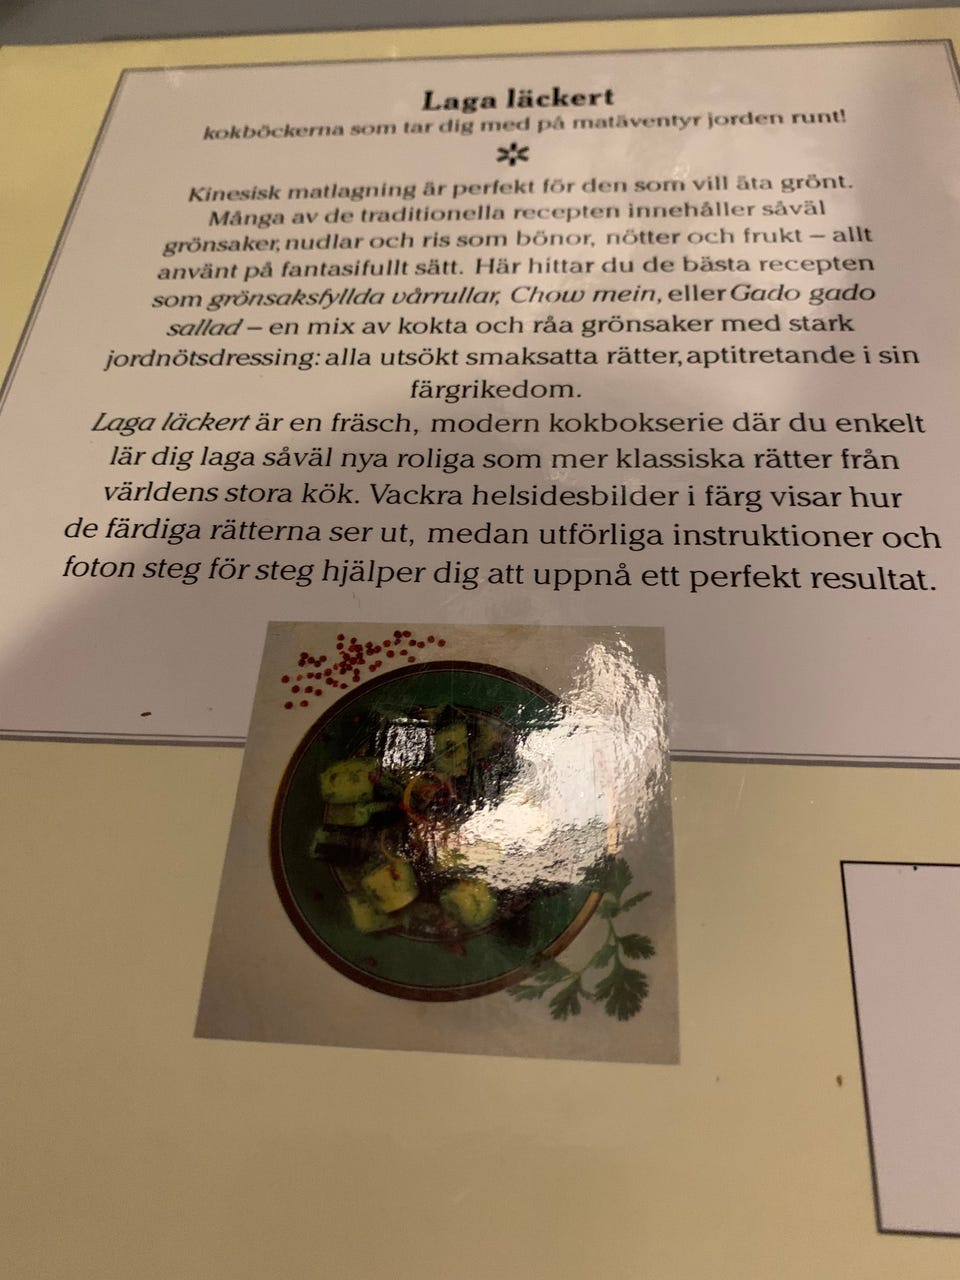 Laga läckert
kokböckerna som tar dig med på matäventyr jorden runt!
Kinesisk matlagning är perfekt för den som vill äta grönt.
Många av de traditionella recepten innehåller såväl
grönsaker, nudlar och ris som bönor, nötter och frukt – allt
använt på fantasifullt sätt. Här hittar du de bästa recepten
som grönsaksfyllda vårrullar, Chow mein, eller Gado gado
sallad – en mix av kokta och råa grönsaker med stark
jordnötsdressing: alla utsökt smaksatta rätter, aptitretande i sin
färgrikedom.
Laga läckert är en fräsch, modern kokbokserie där du enkelt
lär dig laga såväl nya roliga som mer klassiska rätter från
världens stora kök. Vackra helsidesbilder i färg visar hur
de färdiga rätterna ser ut, medan utförliga instruktioner och
foton steg för steg hjälper dig att uppnå ett perfekt resultat.